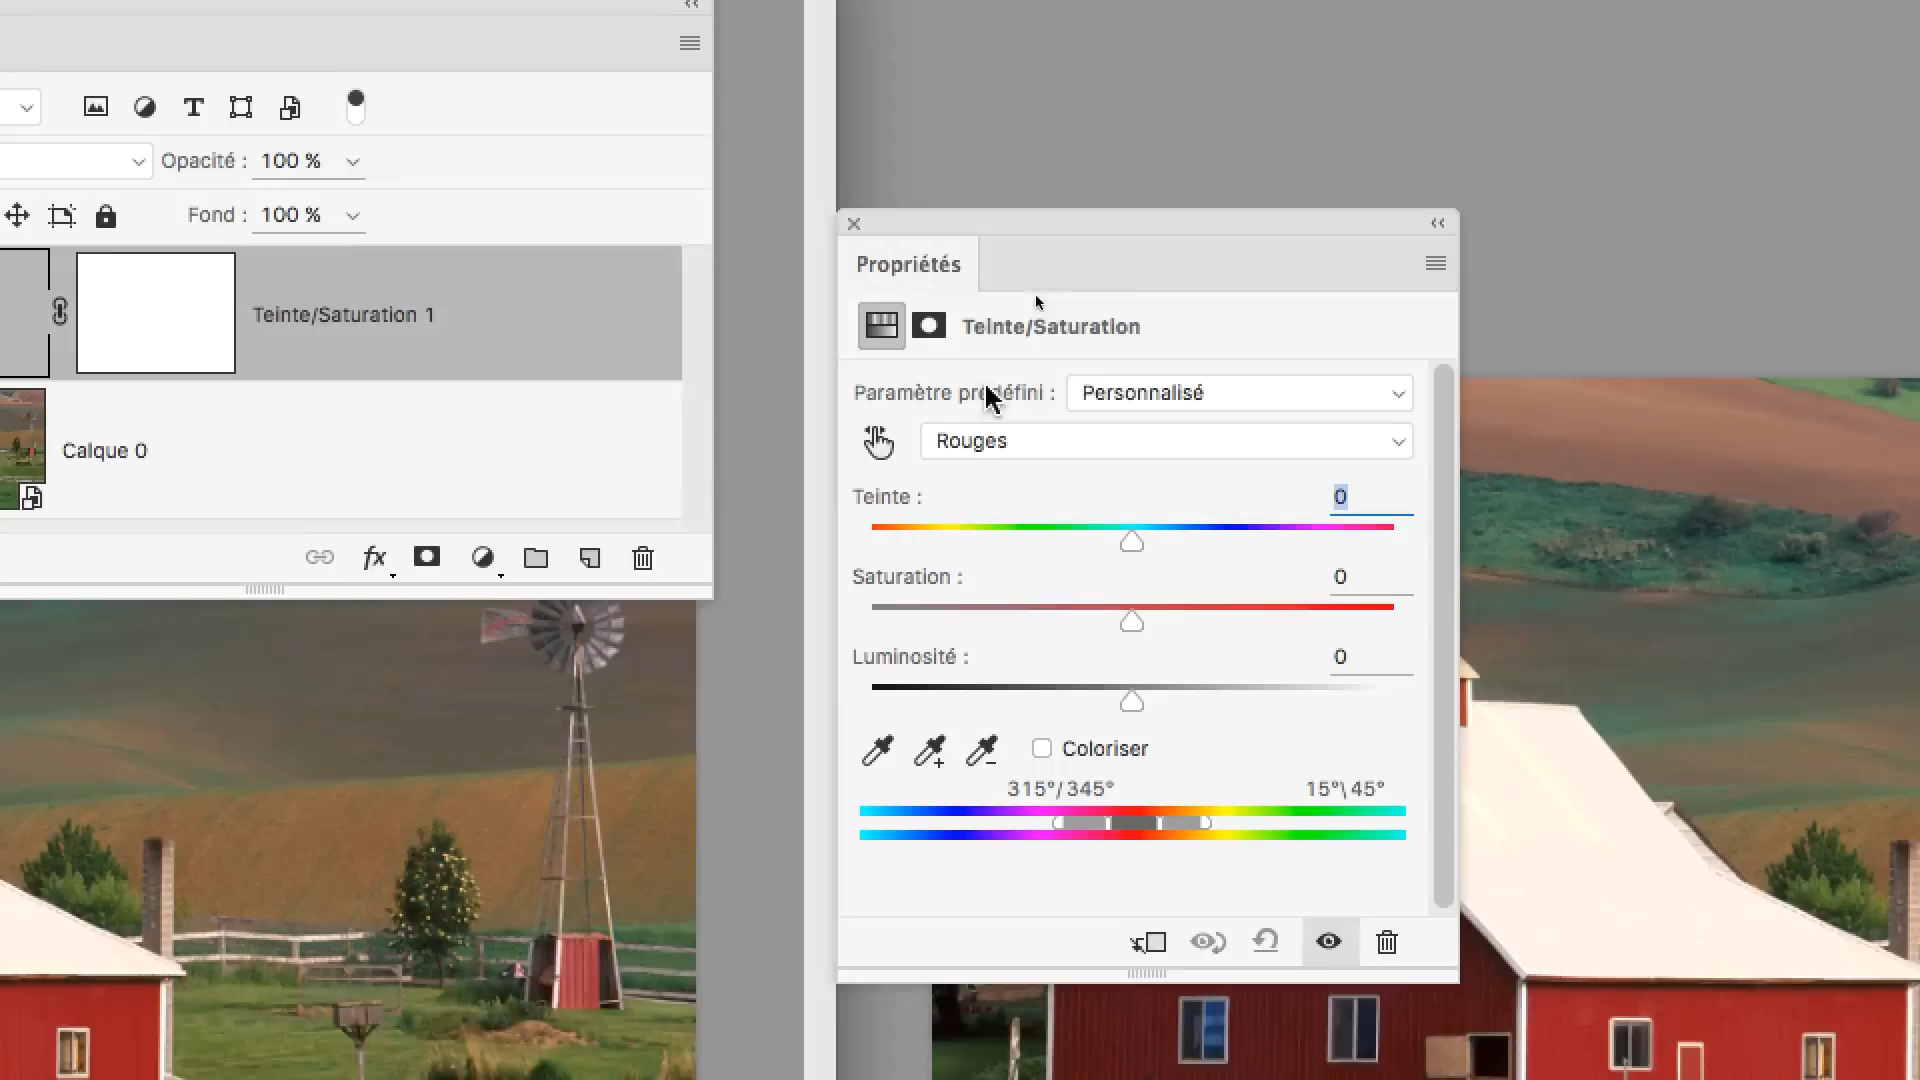 Opacité : 100 %
Fond : 100 %
Teinte/Saturation 1
Calque 0
fx
Propriétés
Teinte/Saturation
Paramètre prédéfini : Personnalisé
Rouges
Teinte : 0
Saturation : 0
Luminosité : 0
Coloriser
315°/345° 15°\45°